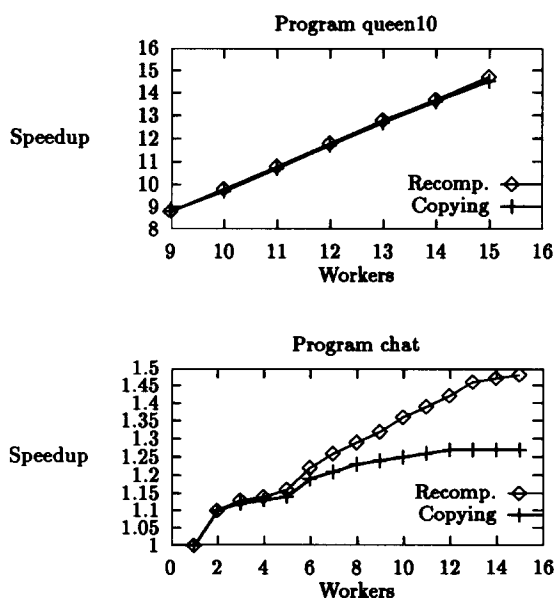 Program queen10
16
15
14
13
12
11
10
9
8
Speedup
Recomp.
Copying
9 10 11 12 13 14 15 16
Workers
Program chat
1.5
1.45
1.4
1.35
1.3
1.25
1.2
1.15
1.1
1.05
1
Speedup
Recomp.
Copying
0 2 4 6 8 10 12 14 16
Workers